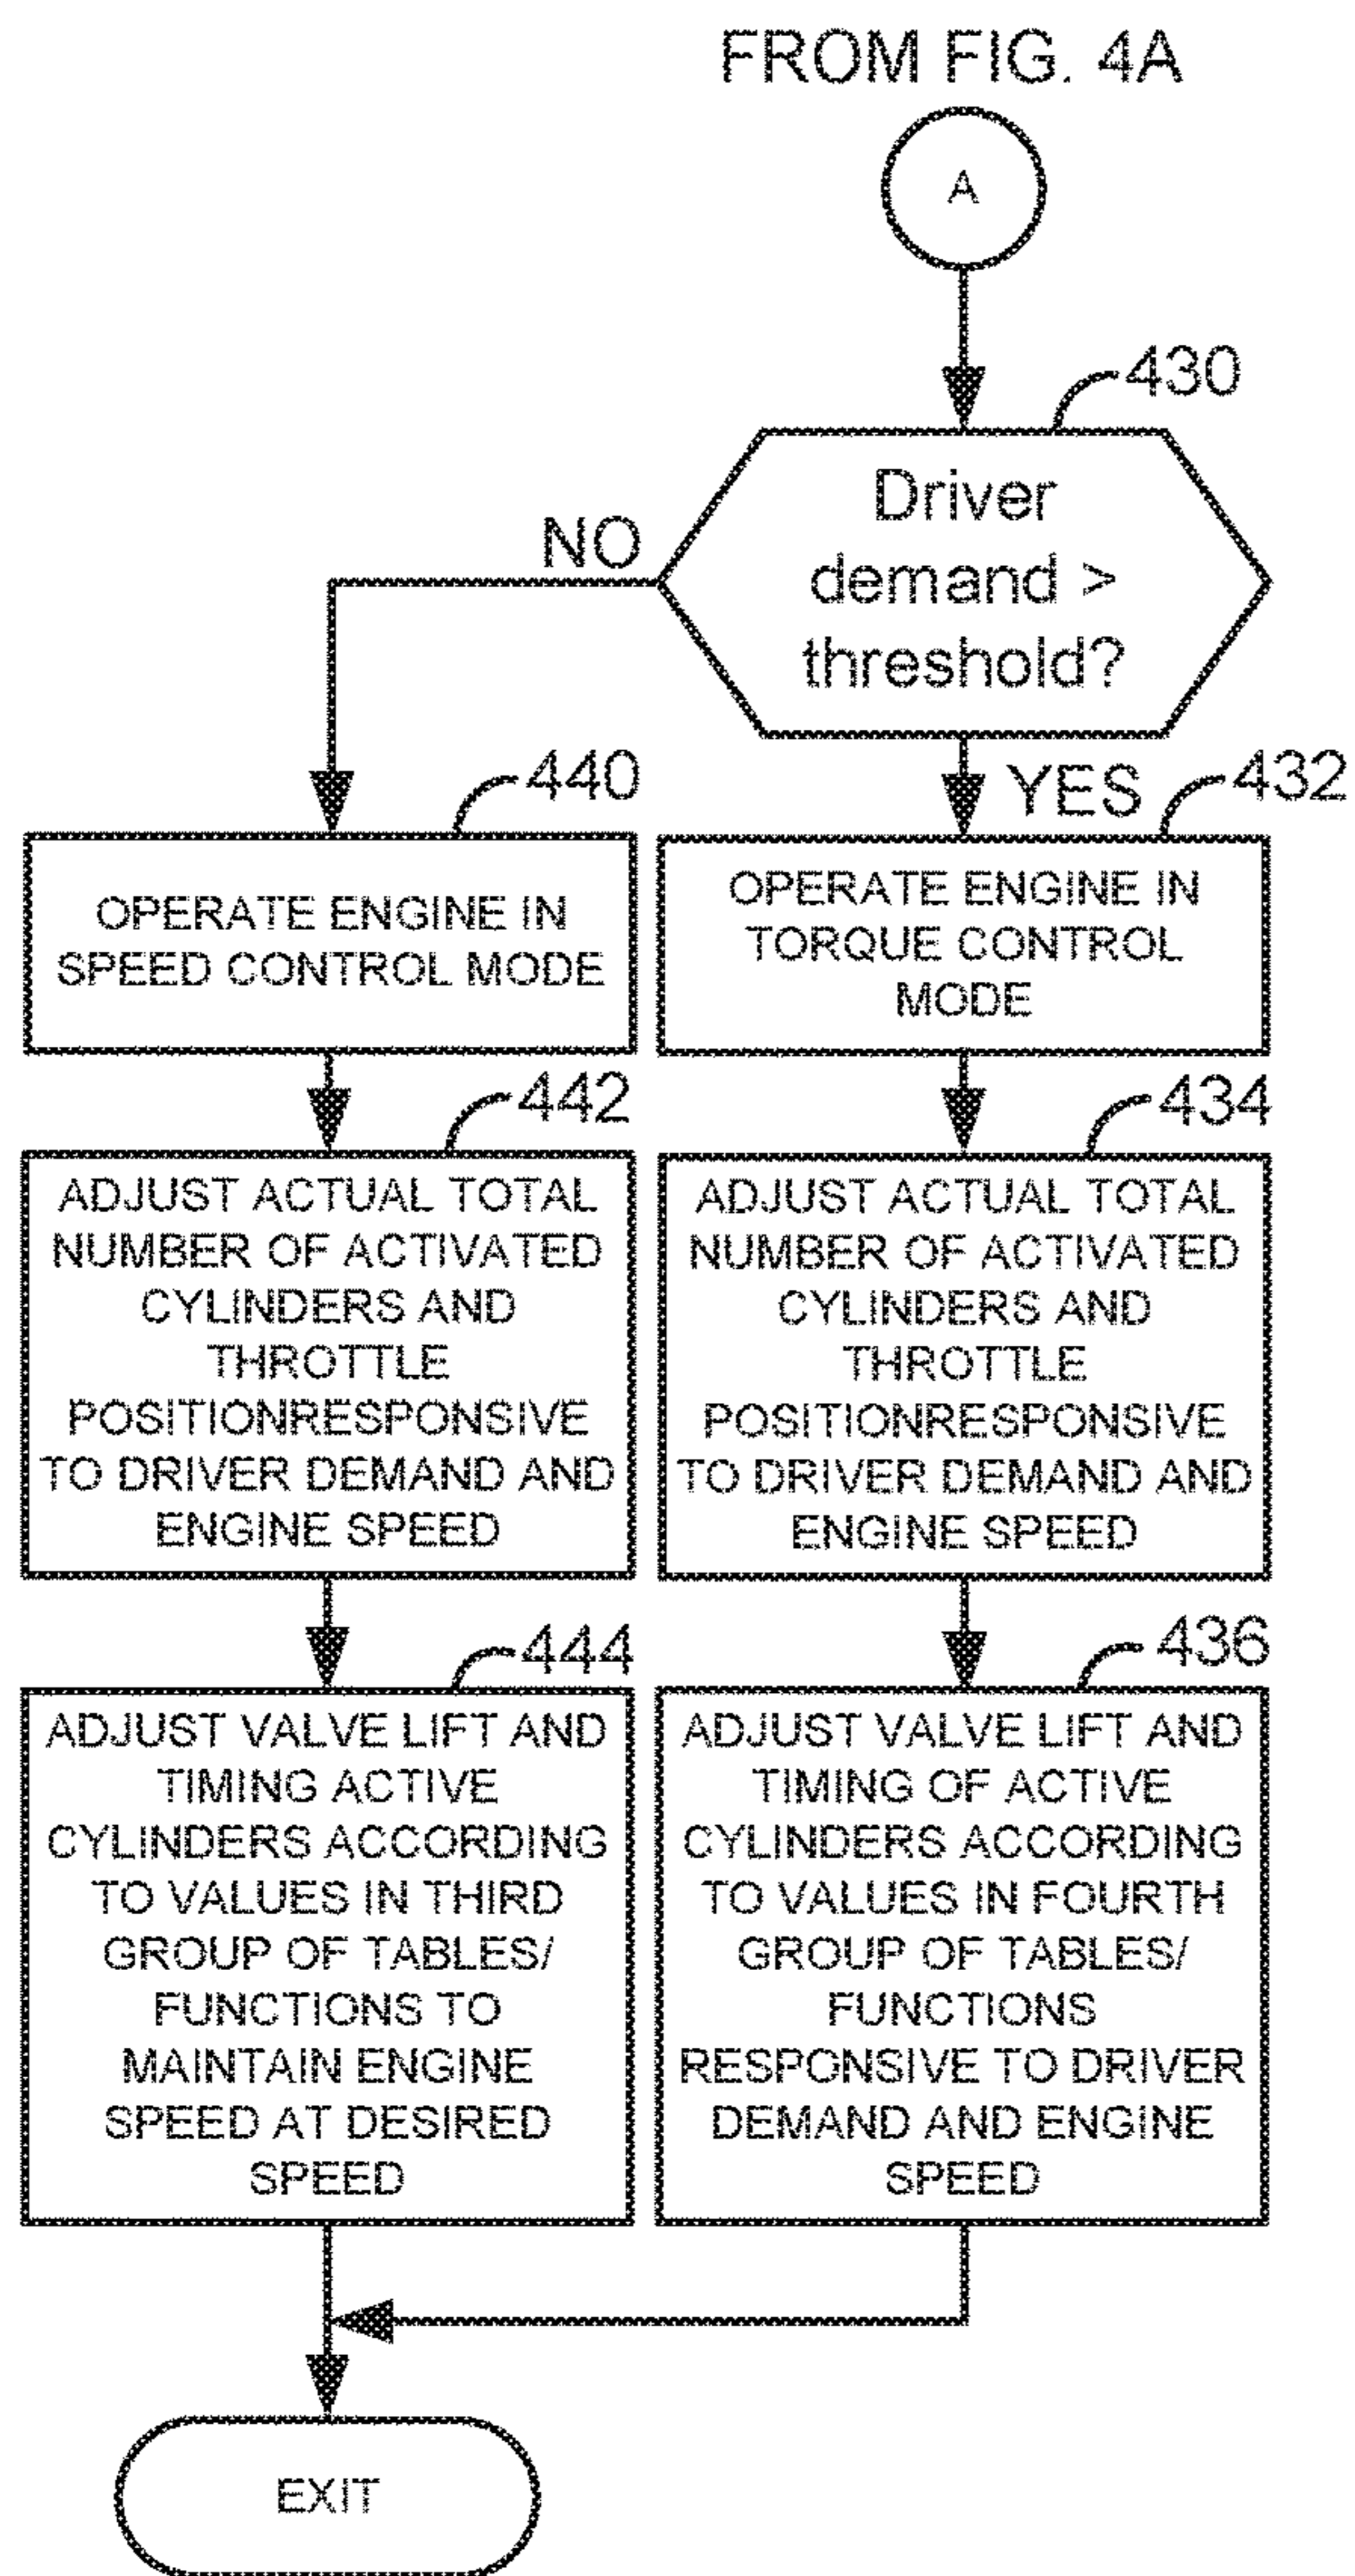 FROM FIG. 4A
A
430
Driver
demand >
threshold?
NO
YES
440
OPERATE ENGINE IN
SPEED CONTROL MODE
432
OPERATE ENGINE IN
TORQUE CONTROL
MODE
442
ADJUST ACTUAL TOTAL
NUMBER OF ACTIVATED
CYLINDERS AND
THROTTLE
POSITIONRESPONSIVE
TO DRIVER DEMAND AND
ENGINE SPEED
434
ADJUST ACTUAL TOTAL
NUMBER OF ACTIVATED
CYLINDERS AND
THROTTLE
POSITIONRESPONSIVE
TO DRIVER DEMAND AND
ENGINE SPEED
444
ADJUST VALVE LIFT AND
TIMING ACTIVE
CYLINDERS ACCORDING
TO VALUES IN THIRD
GROUP OF TABLES/
FUNCTIONS TO
MAINTAIN ENGINE
SPEED AT DESIRED
SPEED
436
ADJUST VALVE LIFT AND
TIMING OF ACTIVE
CYLINDERS ACCORDING
TO VALUES IN FOURTH
GROUP OF TABLES/
FUNCTIONS
RESPONSIVE TO DRIVER
DEMAND AND ENGINE
SPEED
EXIT